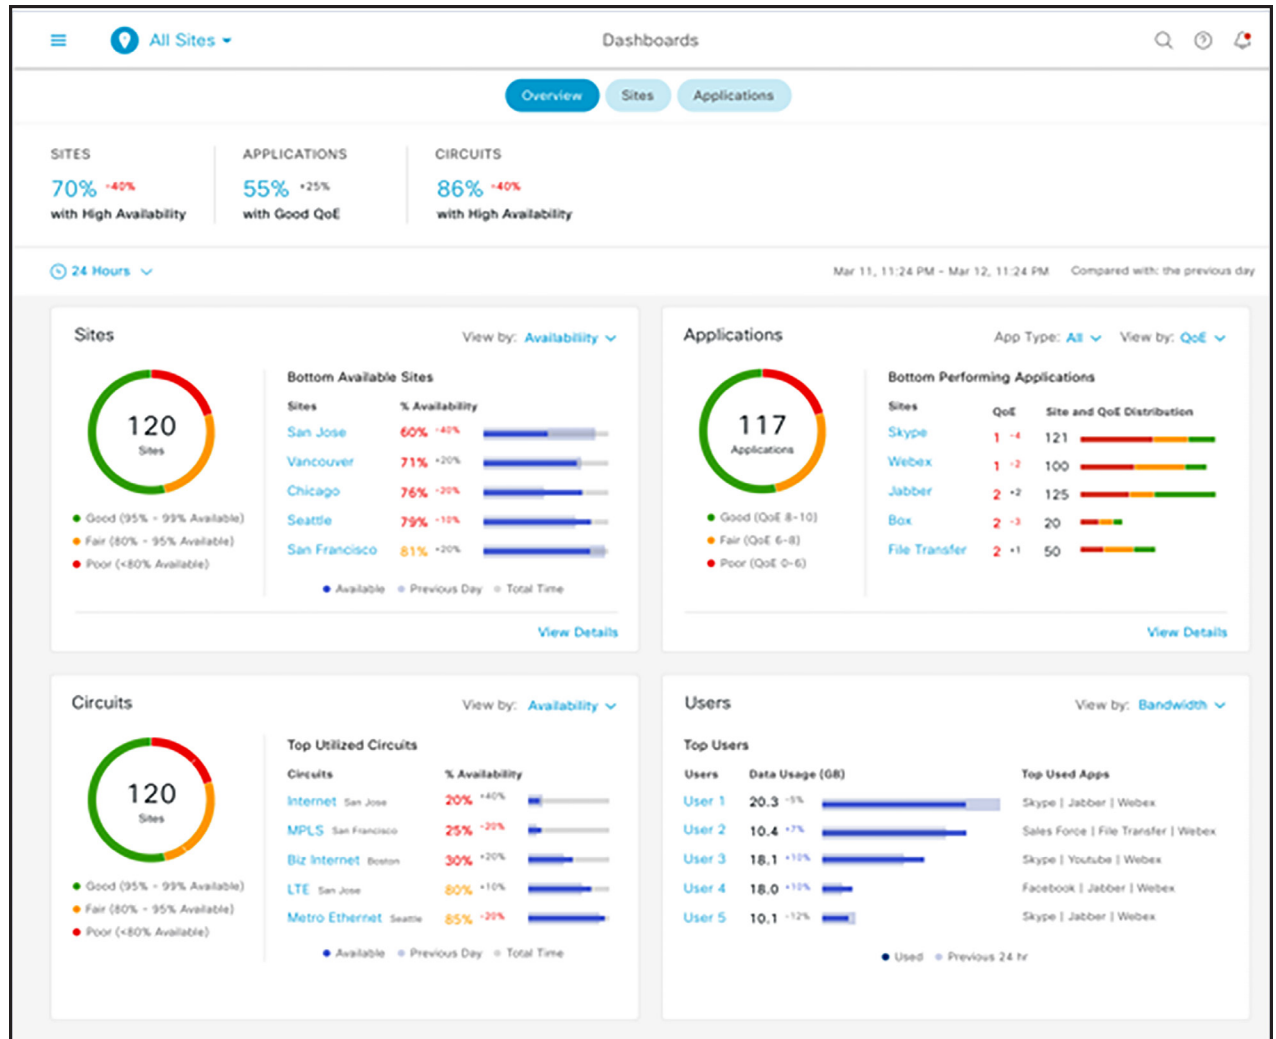 All Sites
Dashboards
Overview
Sites
Applications
SITES
70% -40%
with High Availability
APPLICATIONS
55% +25%
with Good QoE
CIRCUITS
86% -40%
with High Availability
24 Hours
Mar 11, 11:24 PM - Mar 12, 11:24 PM
Compared with: the previous day
Sites
View by: Availability
120
Sites
Good (95% - 99% Available)
Fair (80% - 95% Available)
Poor (<80% Available)
Bottom Available Sites
Sites % Availability
San Jose 60% -40%
Vancouver 71% +20%
Chicago 76% -20%
Seattle 79% -10%
San Francisco 81% +20%
Available Previous Day Total Time
View Details
Applications
App Type: All View by: QoE
117
Applications
Good (QoE 8-10)
Fair (QoE 6-8)
Poor (QoE 0-6)
Bottom Performing Applications
Sites QoE Site and QoE Distribution
Skype 1 -4 121
Webex 1 -2 100
Jabber 2 +2 125
Box 2 -3 20
File Transfer 2 +1 50
View Details
Circuits
View by: Availability
120
Sites
Good (95% - 99% Available)
Fair (80% - 95% Available)
Poor (<80% Available)
Top Utilized Circuits
Circuits % Availability
Internet San Jose 20% +40%
MPLS San Francisco 25% -20%
Biz Internet Boston 30% +20%
LTE San Jose 80% +10%
Metro Ethernet Seattle 85% -20%
Available Previous Day Total Time
Users
View by: Bandwidth
Top Users
Users Data Usage (GB) Top Used Apps
User 1 20.3 -5% Skype | Jabber | Webex
User 2 10.4 +7% Sales Force | File Transfer | Webex
User 3 18.1 +10% Skype | Youtube | Webex
User 4 18.0 +10% Facebook | Jabber | Webex
User 5 10.1 -12% Skype | Jabber | Webex
Used Previous 24 hr